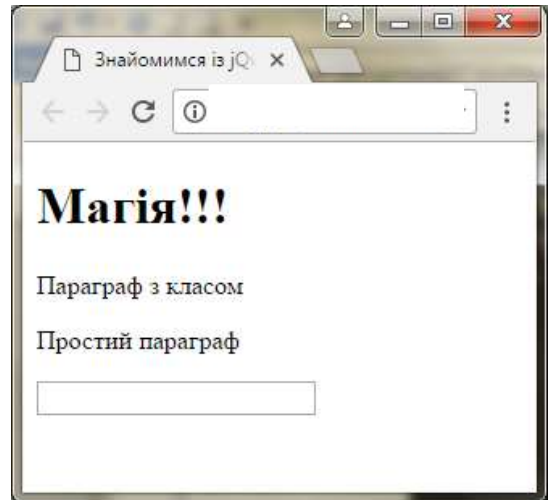 Знайомимся із jQ
Магія!!!
Параграф з класом
Простий параграф